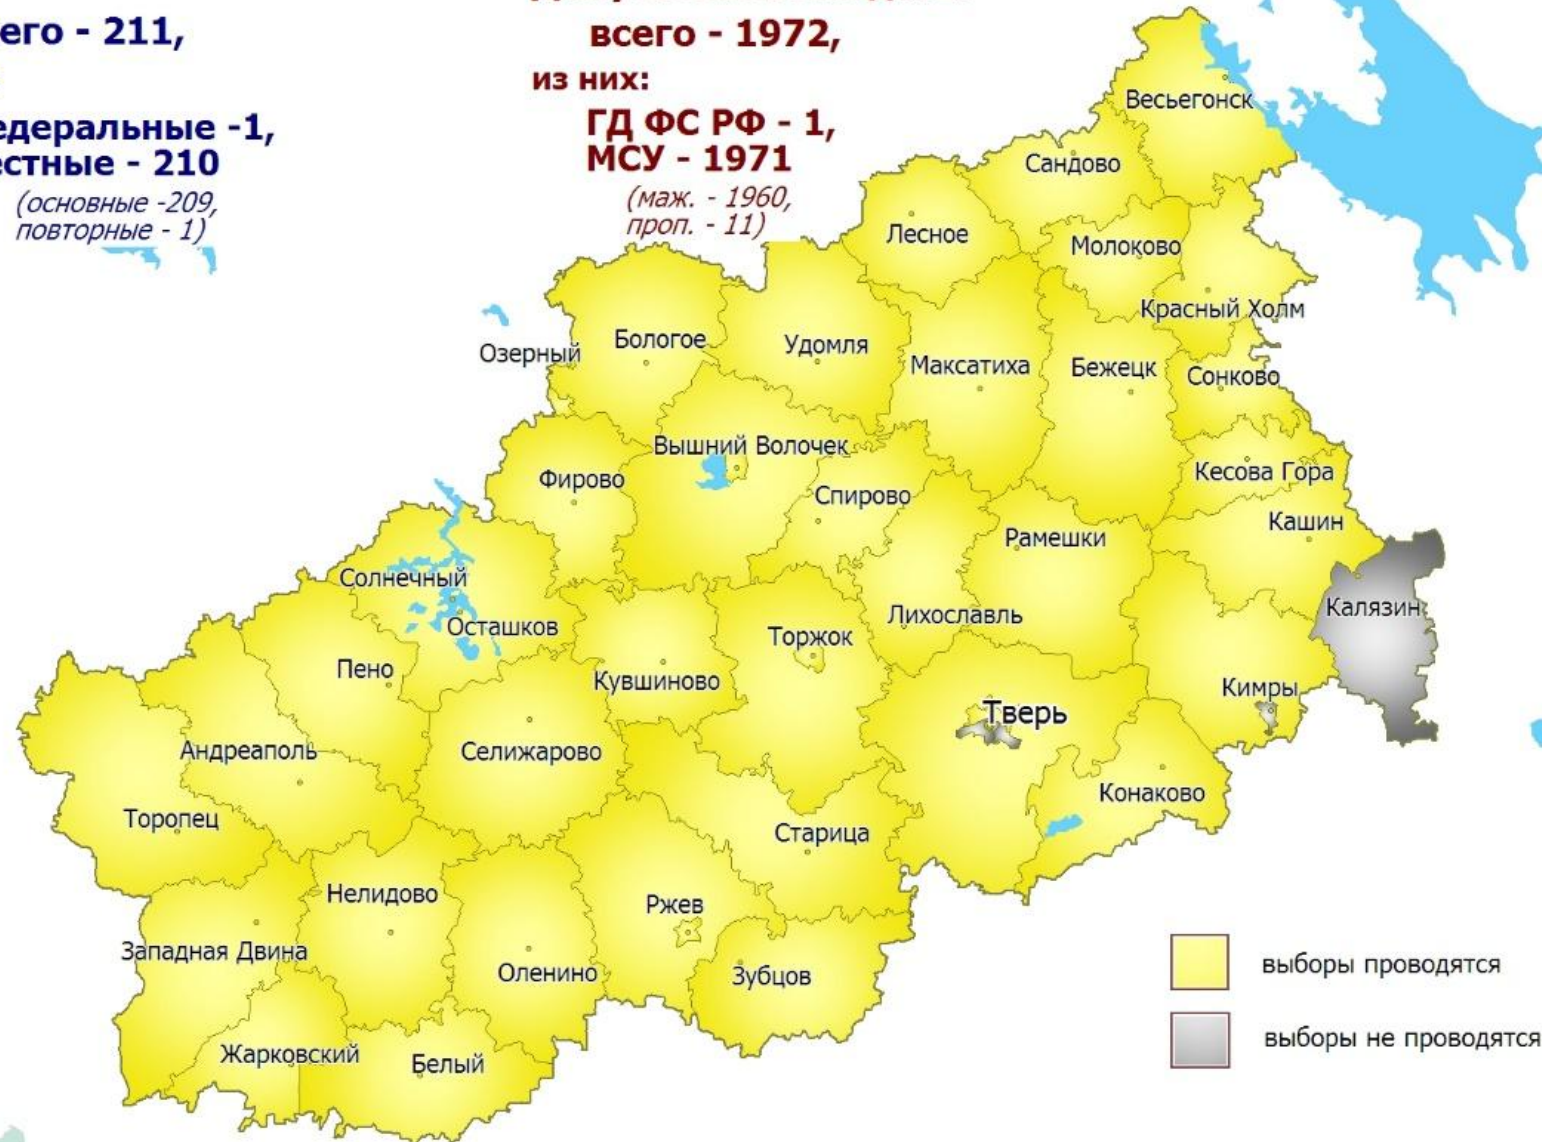 его - 211,
едеральные -1,
естные - 210
(основные -209,
повторные - 1)
всего - 1972,
из них:
ГД ФС РФ - 1,
МСУ - 1971
(маж. - 1960,
проп. - 11)
Весьегонск
Сандово
Лесное
Молоково
Красный Холм
Озерный
Бологое
Удомля
Максатиха
Бежецк
Сонково
Вышний Волочек
Фирово
Спирово
Кесова Гора
Кашин
Рамешки
Солнечный
Осташков
Лихославль
Калязин
Торжок
Пено
Кувшиново
Кимры
Тверь
Андреаполь
Селижарово
Конаково
Торопец
Старица
Нелидово
Ржев
Западная Двина
Оленино
Зубцов
Жарковский
Белый
выборы проводятся
выборы не проводятся